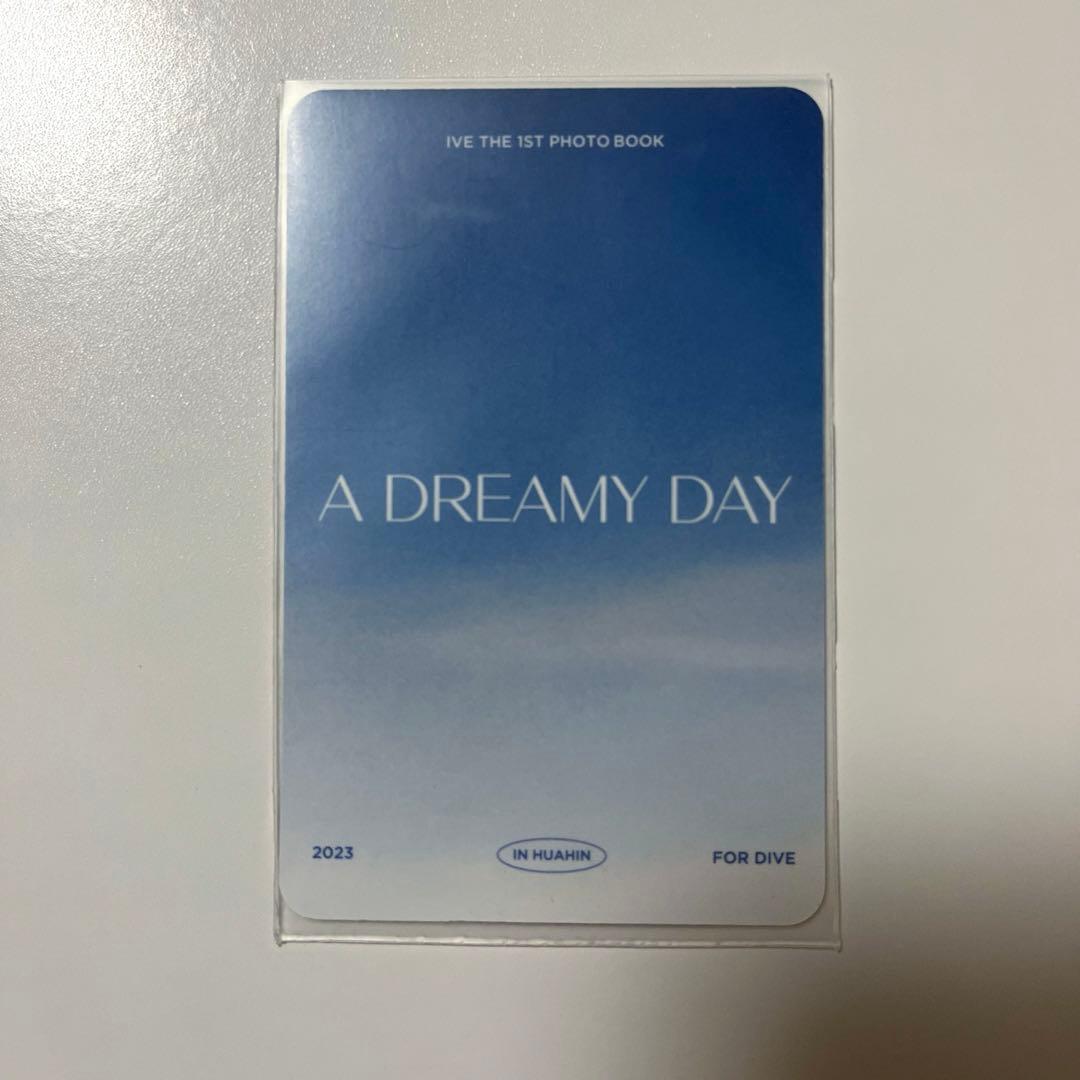 IVE THE 1ST PHOTO BOOK
A DREAMY DAY
2023
IN HUAHIN
FOR DIVE